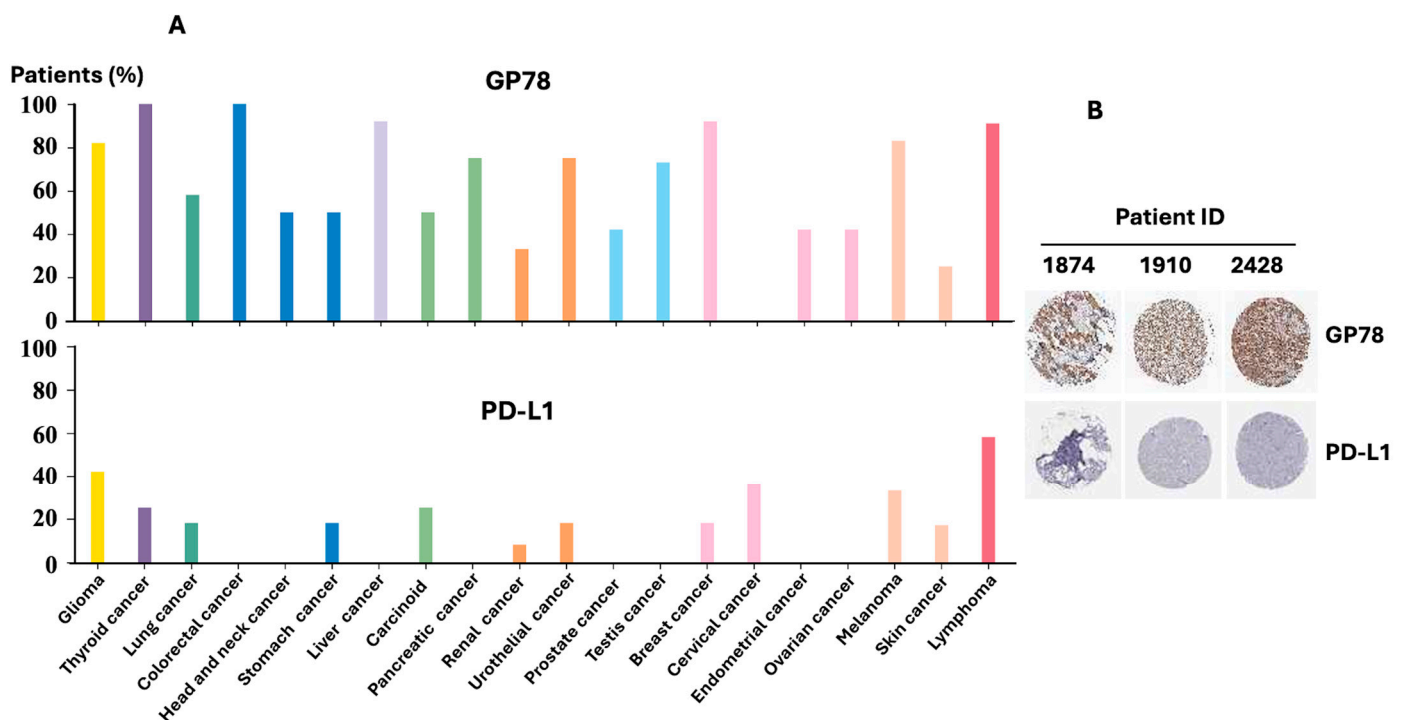 A
Patients (%)
GP78
100
80
60
40
20
0
PD-L1
100
80
60
40
20
0
Glioma
Thyroid cancer
Lung cancer
Colorectal cancer
Head and neck cancer
Stomach cancer
Liver cancer
Carcinoid
Pancreatic cancer
Renal cancer
Urothelial cancer
Prostate cancer
Testis cancer
Breast cancer
Cervical cancer
Endometrial cancer
Ovarian cancer
Melanoma
Skin cancer
Lymphoma
B
Patient ID
1874 1910 2428
GP78
PD-L1